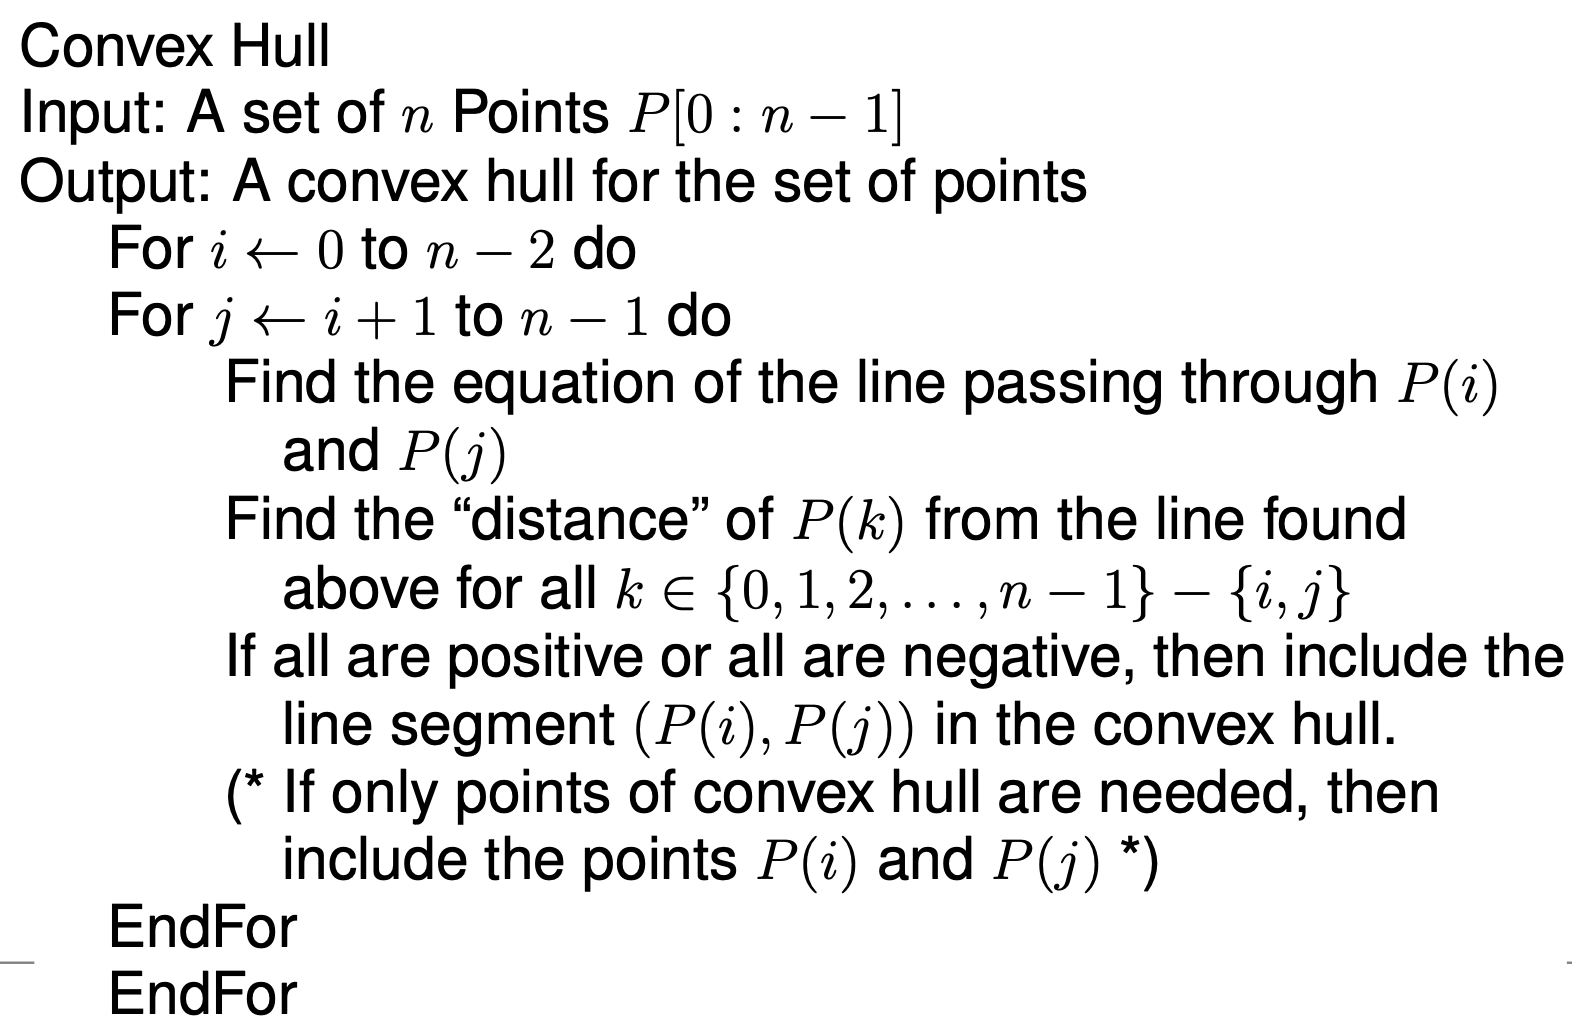 Convex Hull
Input: A set of n Points P[0 : n − 1]
Output: A convex hull for the set of points
For i ← 0 to n − 2 do
For j ← i + 1 to n − 1 do
Find the equation of the line passing through P(i)
and P(j)
Find the “distance” of P(k) from the line found
above for all k ∈ {0, 1, 2, . . . , n − 1} − {i, j}
If all are positive or all are negative, then include the
line segment (P(i), P(j)) in the convex hull.
(* If only points of convex hull are needed, then
include the points P(i) and P(j) *)
EndFor
EndFor